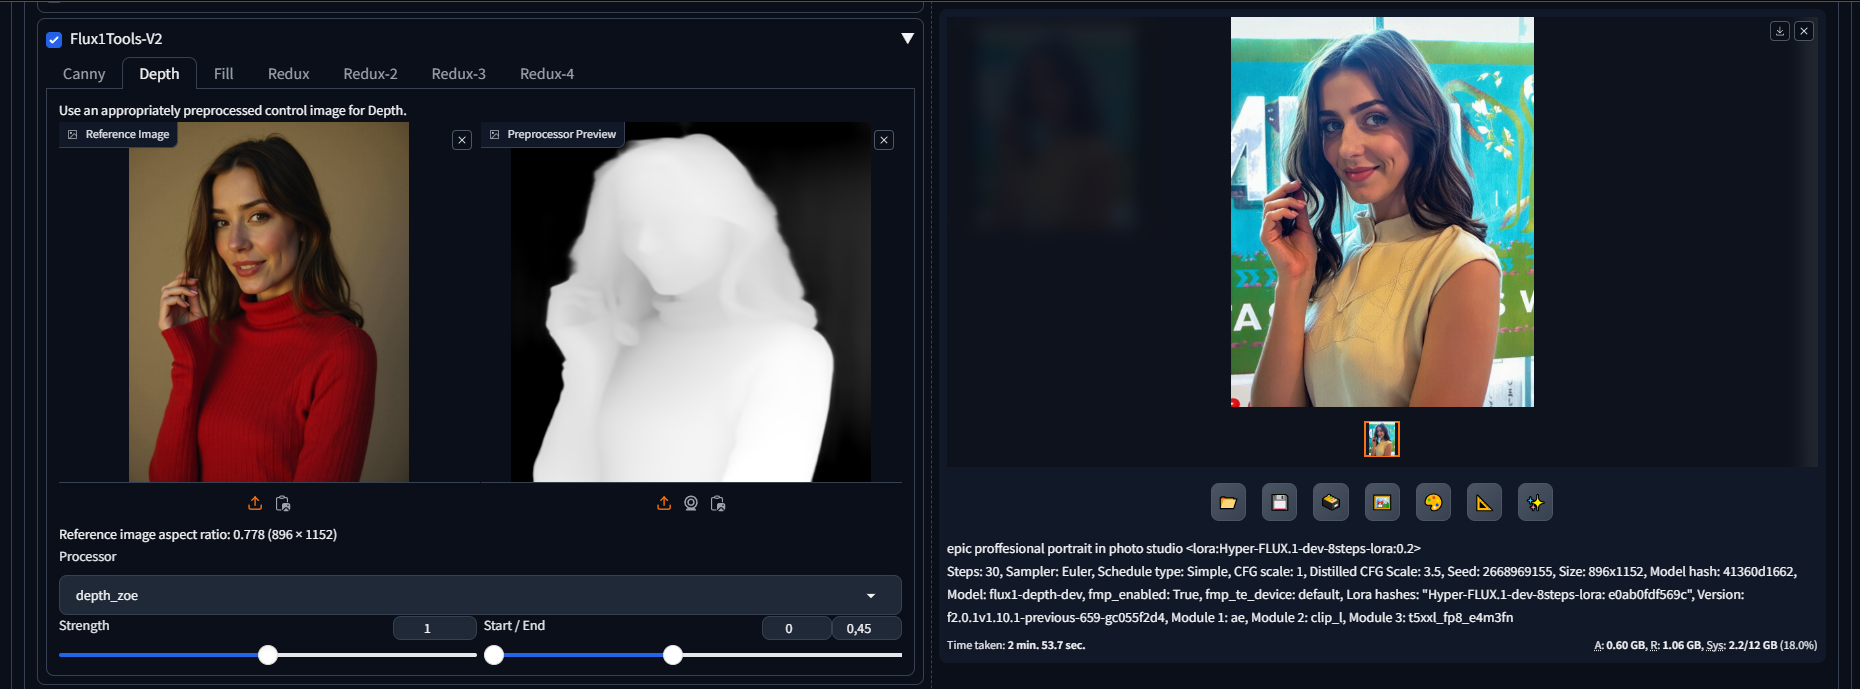 Flux1Tools-V2
Canny
Depth
Fill
Redux
Redux-2
Redux-3
Redux-4
Use an appropriately preprocessed control image for Depth.
Reference Image
Preprocessor Preview
Reference image aspect ratio: 0.778 (896 × 1152)
Processor
depth_zoe
Strength
1
Start / End
0
0,45
epic proffesional portrait in photo studio <lora:Hyper-FLUX.1-dev-8steps-lora:0.2>
Steps: 30, Sampler: Euler, Schedule type: Simple, CFG scale: 1, Distilled CFG Scale: 3.5, Seed: 2668969155, Size: 896x1152, Model hash: 41360d1662,
Model: flux1-depth-dev, fmp_enabled: True, fmp_te_device: default, Lora hashes: "Hyper-FLUX.1-dev-8steps-lora: e0ab0fdf569c", Version:
f2.0.1v1.10.1-previous-659-gc055f2d4, Module 1: ae, Module 2: clip_l, Module 3: t5xxl_fp8_e4m3fn
Time taken: 2 min. 53.7 sec.
A: 0.60 GB, R: 1.06 GB, Sys: 2.2/12 GB (18.0%)